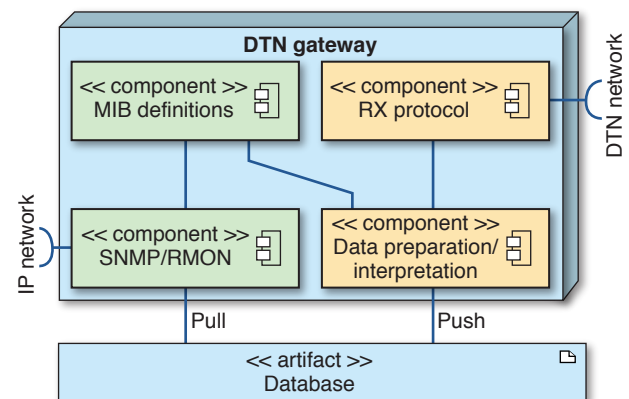 DTN gateway
<< component >>
MIB definitions
<< component >>
RX protocol
DTN network
<< component >>
SNMP/RMON
<< component >>
Data preparation/
interpretation
IP network
Pull
Push
<< artifact >>
Database